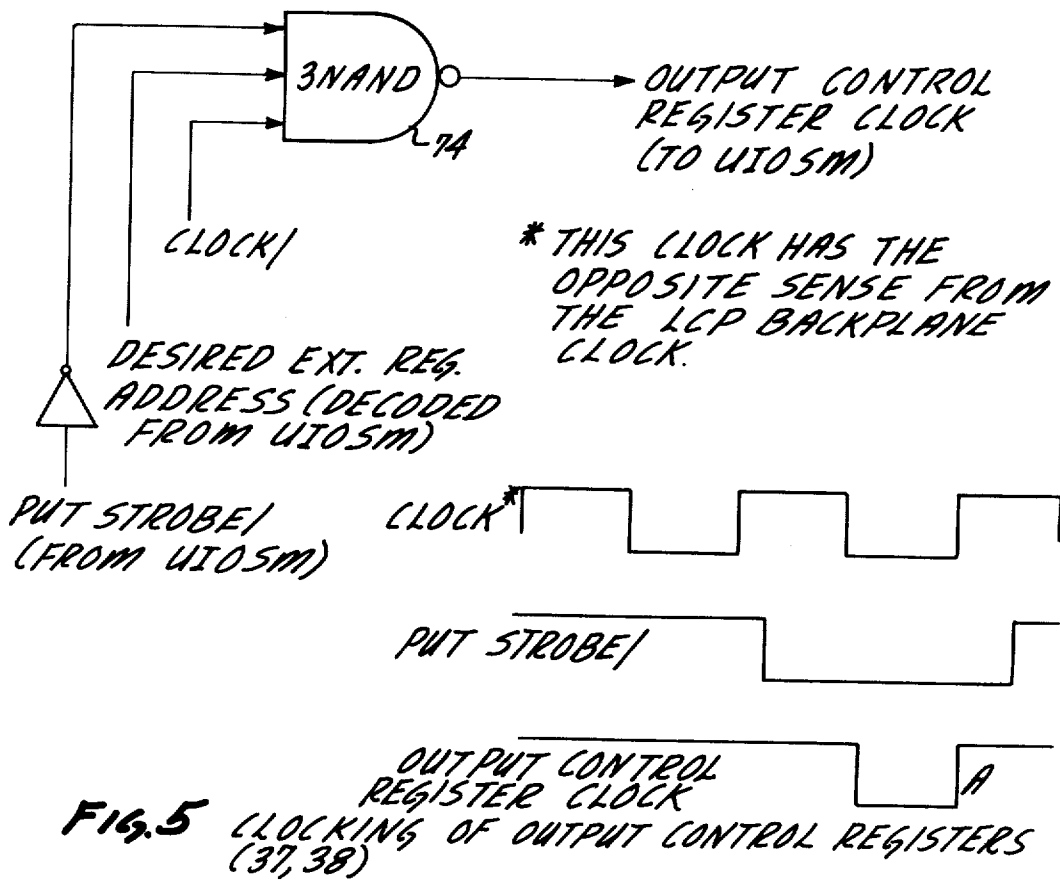 3NAND
74
OUTPUT CONTROL
REGISTER CLOCK
(TO UIOSM)
CLOCK/
* THIS CLOCK HAS THE
OPPOSITE SENSE FROM
THE LCP BACKPLANE
CLOCK.
DESIRED EXT. REG.
ADDRESS (DECODED
FROM UIOSM)
PUT STROBE/
(FROM UIOSM)
CLOCK*
PUT STROBE/
OUTPUT CONTROL
REGISTER CLOCK
A
FIG.5 CLOCKING OF OUTPUT CONTROL REGISTERS
(37,38)